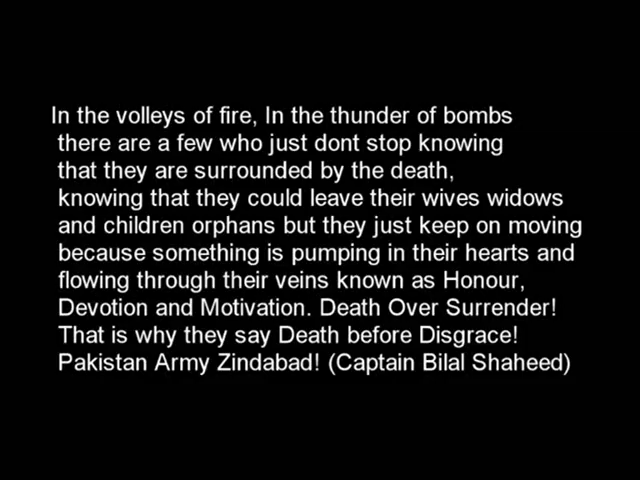 In the volleys of fire, In the thunder of bombs
there are a few who just dont stop knowing
that they are surrounded by the death,
knowing that they could leave their wives widows
and children orphans but they just keep on moving
because something is pumping in their hearts and
flowing through their veins known as Honour,
Devotion and Motivation. Death Over Surrender!
That is why they say Death before Disgrace!
Pakistan Army Zindabad! (Captain Bilal Shaheed)